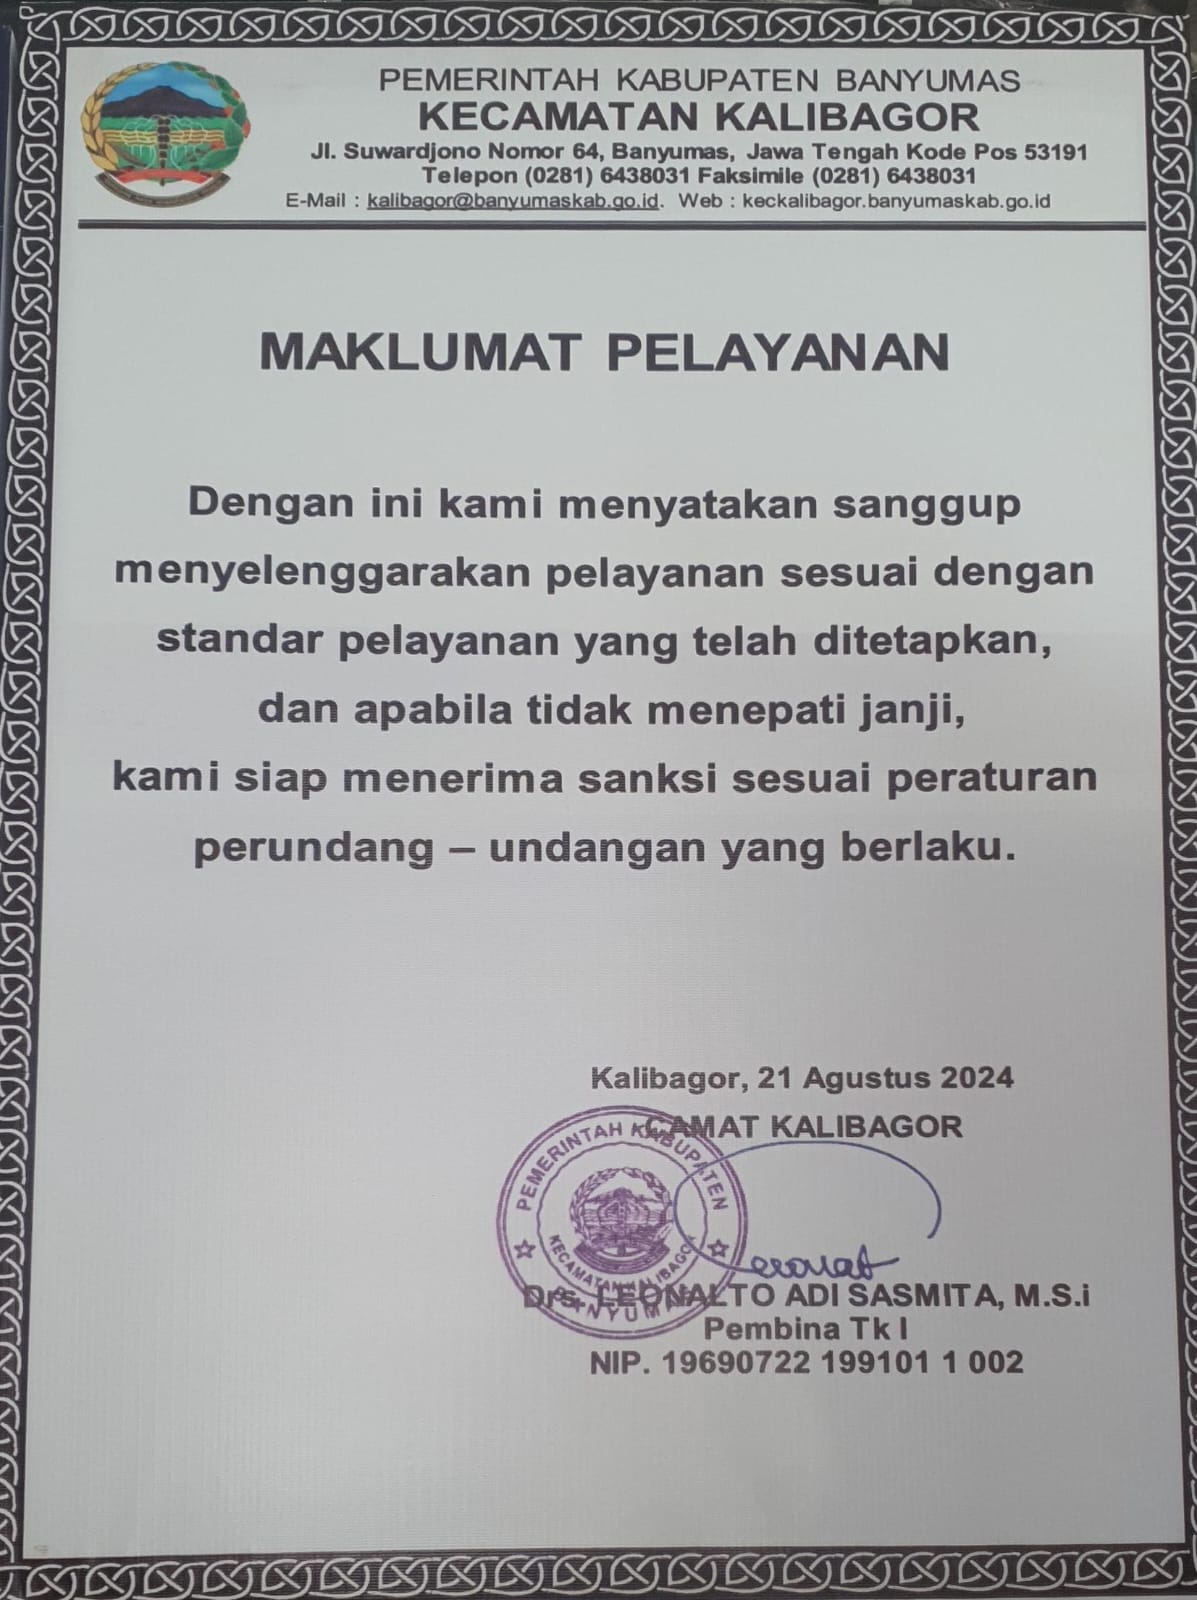 PEMERINTAH KABUPATEN BANYUMAS
KECAMATAN KALIBAGOR
Jl. Suwardjono Nomor 64, Banyumas, Jawa Tengah Kode Pos 53191
Telepon (0281) 6438031 Faksimile (0281) 6438031
E-Mail : kalibagor@banyumaskab.go.id. Web : keckalibagor.banyumaskab.go.id
MAKLUMAT PELAYANAN
Dengan ini kami menyatakan sanggup
menyelenggarakan pelayanan sesuai dengan
standar pelayanan yang telah ditetapkan,
dan apabila tidak menepati janji,
kami siap menerima sanksi sesuai peraturan
perundang – undangan yang berlaku.
Kalibagor, 21 Agustus 2024
CAMAT KALIBAGOR
PEMERINTAH KABUPATEN
KECAMATAN KALIBAGOR
BANYUMAS
Drs. LEONALTO ADI SASMITA, M.S.i
Pembina Tk I
NIP. 19690722 199101 1 002